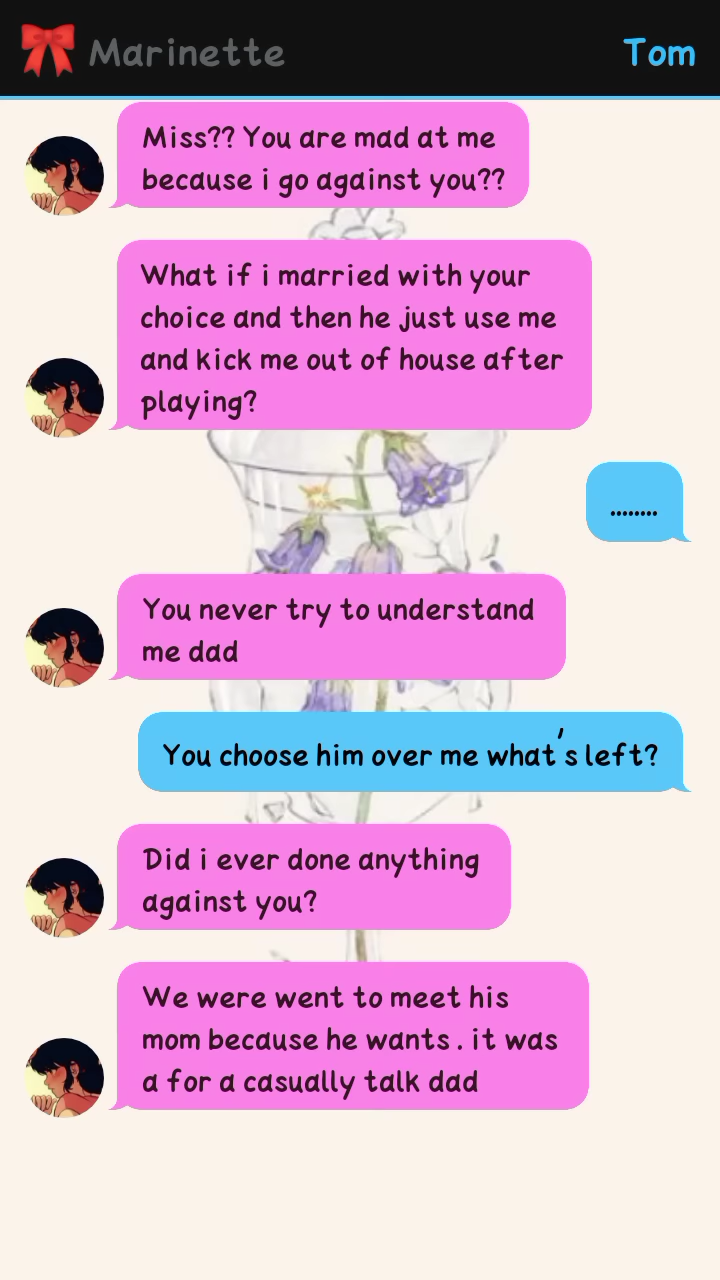 🎀 Marinette
Tom
Miss?? You are mad at me
because i go against you??
What if i married with your
choice and then he just use me
and kick me out of house after
playing?
........
You never try to understand
me dad
You choose him over me what's left?
Did i ever done anything
against you?
We were went to meet his
mom because he wants . it was
a for a casually talk dad